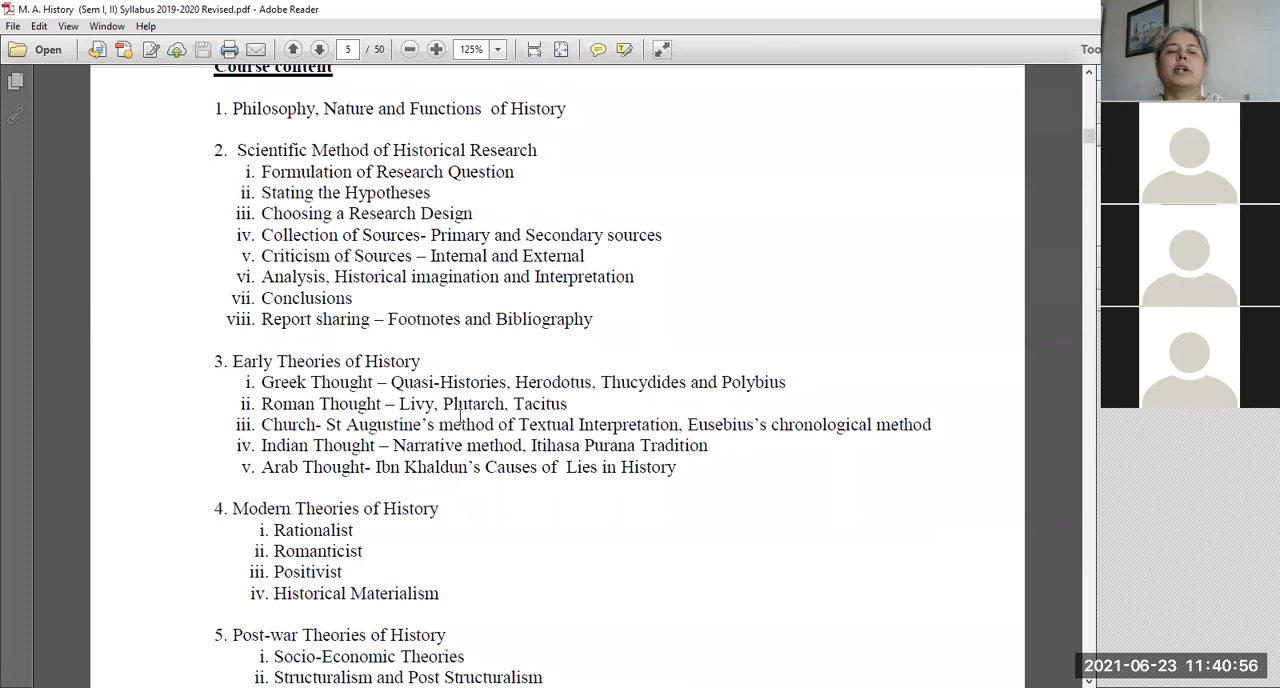 M. A. History (Sem I, II) Syllabus 2019-2020 Revised.pdf - Adobe Reader
File Edit View Window Help
Open 5 / 50 125% Too
Course content
1. Philosophy, Nature and Functions of History
2. Scientific Method of Historical Research
i. Formulation of Research Question
ii. Stating the Hypotheses
iii. Choosing a Research Design
iv. Collection of Sources- Primary and Secondary sources
v. Criticism of Sources – Internal and External
vi. Analysis, Historical imagination and Interpretation
vii. Conclusions
viii. Report sharing – Footnotes and Bibliography
3. Early Theories of History
i. Greek Thought – Quasi-Histories, Herodotus, Thucydides and Polybius
ii. Roman Thought – Livy, Plutarch, Tacitus
iii. Church- St Augustine's method of Textual Interpretation, Eusebius's chronological method
iv. Indian Thought – Narrative method, Itihasa Purana Tradition
v. Arab Thought- Ibn Khaldun's Causes of Lies in History
4. Modern Theories of History
i. Rationalist
ii. Romanticist
iii. Positivist
iv. Historical Materialism
5. Post-war Theories of History
i. Socio-Economic Theories
ii. Structuralism and Post Structuralism
2021-06-23 11:40:56